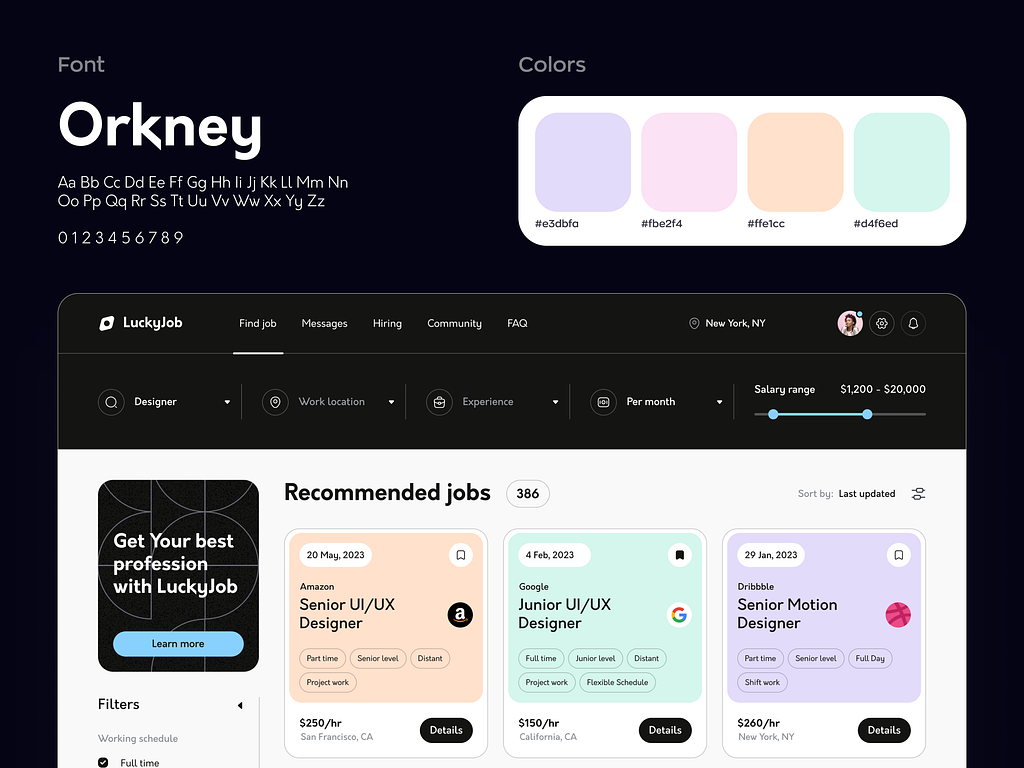 Font
Orkney
Aa Bb Cc Dd Ee Ff Gg Hh Ii Jj Kk Ll Mm Nn
Oo Pp Qq Rr Ss Tt Uu Vv Ww Xx Yy Zz
0 1 2 3 4 5 6 7 8 9
Colors
#e3dbfa #fbe2f4 #ffe1cc #d4f6ed
LuckyJob Find job Messages Hiring Community FAQ New York, NY
Designer Work location Experience Per month
Salary range $1,200 - $20,000
Get Your best
profession
with LuckyJob
Learn more
Filters
Working schedule
Full time
Recommended jobs 386
Sort by: Last updated
20 May, 2023
Amazon
Senior UI/UX
Designer
a
Part time Senior level Distant
Project work
$250/hr
San Francisco, CA
Details
4 Feb, 2023
Google
Junior UI/UX
Designer
G
Full time Junior level Distant
Project work Flexible Schedule
$150/hr
California, CA
Details
29 Jan, 2023
Dribbble
Senior Motion
Designer
Part time Senior level Full Day
Shift work
$260/hr
New York, NY
Details